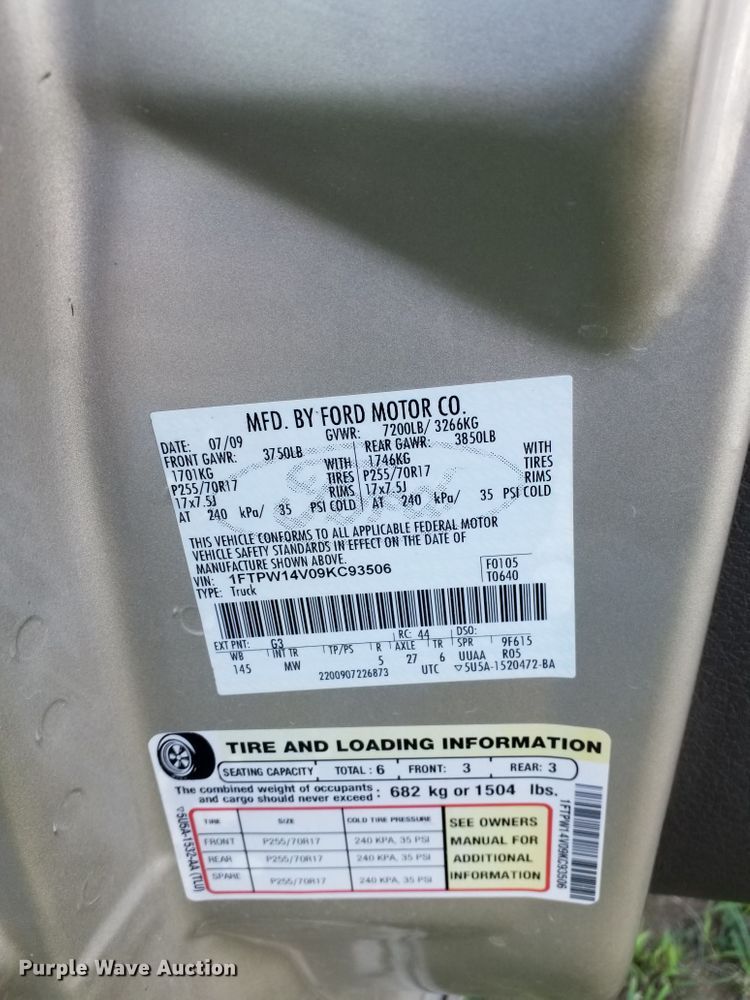 MFD. BY FORD MOTOR CO.
DATE: 07/09 GVWR: 7200LB/ 3266KG
FRONT GAWR: 3750LB REAR GAWR: 3850LB
1701KG WITH 1746KG WITH
P255/70R17 TIRES P255/70R17 TIRES
17x7.5J RIMS 17x7.5J RIMS
AT 240 kPa/ 35 PSI COLD AT 240 kPa/ 35 PSI COLD
THIS VEHICLE CONFORMS TO ALL APPLICABLE FEDERAL MOTOR
VEHICLE SAFETY STANDARDS IN EFFECT ON THE DATE OF
MANUFACTURE SHOWN ABOVE.
VIN: 1FTPW14V09KC93506 F0105
TYPE: Truck T0640
EXT PNT: G3 RC: 44 DSO:
WB INT TR TP/PS R AXLE TR SPR 9F615
145 MW 5 27 6 UUAA R05
2200907226873 UTC ▽5U5A-1520472-BA
TIRE AND LOADING INFORMATION
SEATING CAPACITY TOTAL : 6 FRONT: 3 REAR: 3
The combined weight of occupants
and cargo should never exceed : 682 kg or 1504 lbs.
TIRE SIZE COLD TIRE PRESSURE
FRONT P255/70R17 240 KPA, 35 PSI
REAR P255/70R17 240 KPA, 35 PSI
SPARE P255/70R17 240 KPA, 35 PSI
SEE OWNERS
MANUAL FOR
ADDITIONAL
INFORMATION
▽5U5A-1532-AA (TLU)
1FTPW14V09KC93506
Purple Wave Auction